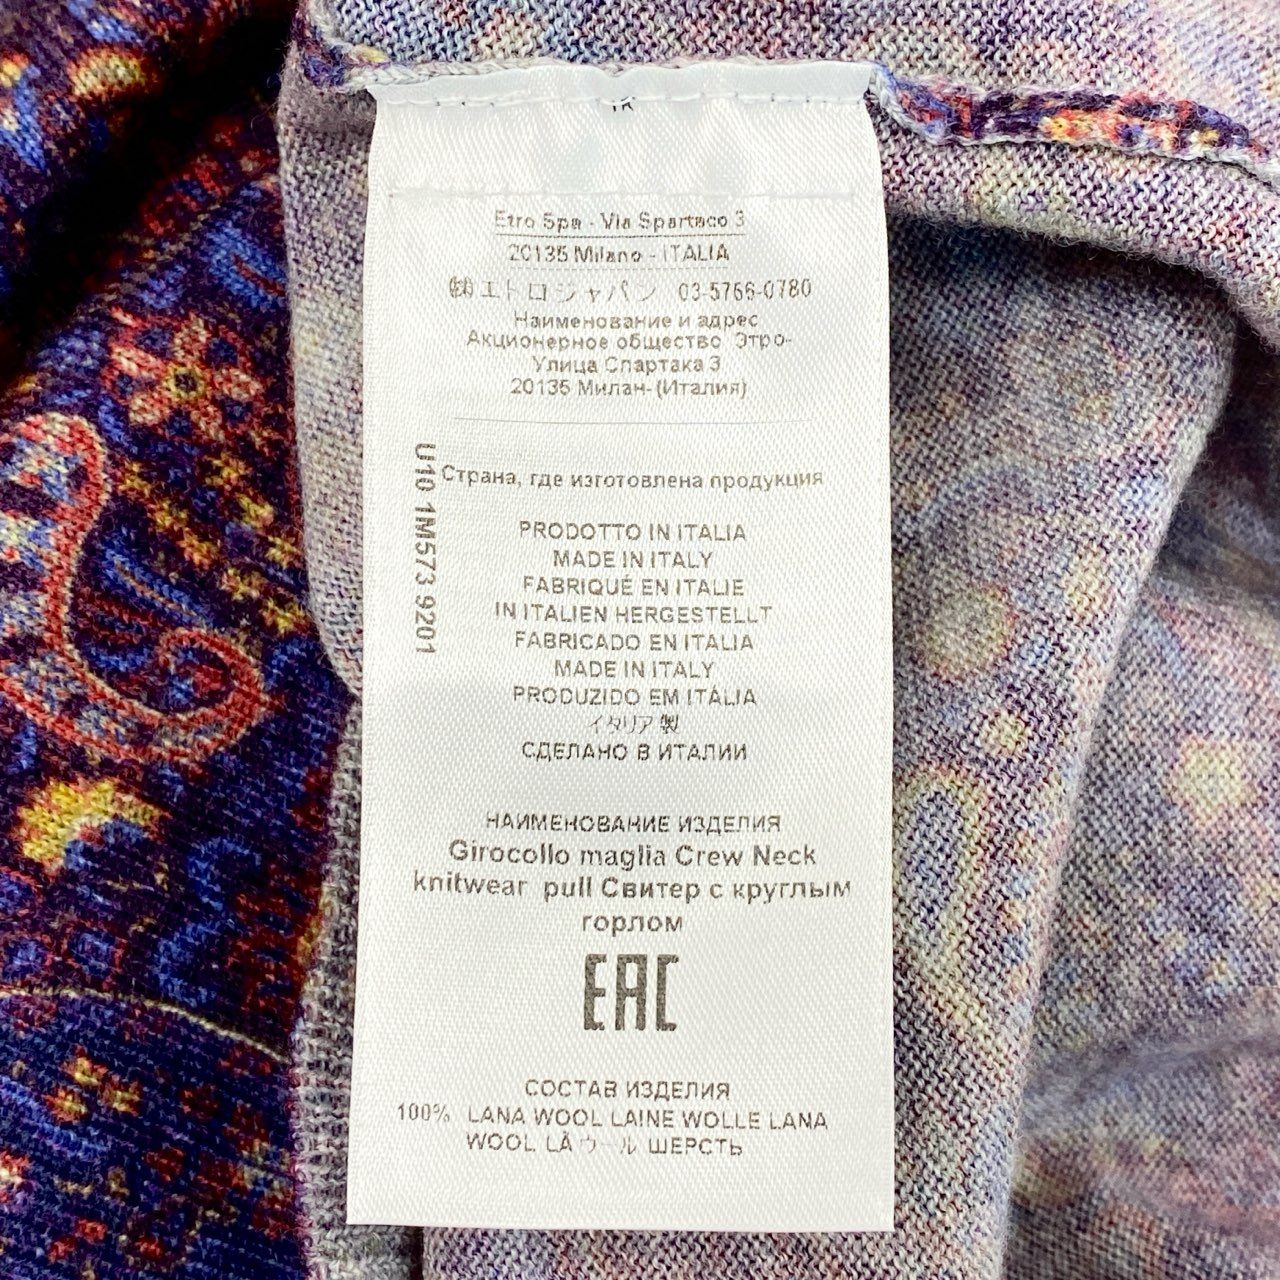 Etro Spa - Via Spartaco 3
20135 Milano - ITALIA
㈱エトロジャパン 03-5766-0780
Наименование и адрес
Акционерное общество Этро-
Улица Спартака 3
20135 Милан- (Италия)
U10 1M573 9201
Страна, где изготовлена продукция
PRODOTTO IN ITALIA
MADE IN ITALY
FABRIQUÉ EN ITALIE
IN ITALIEN HERGESTELLT
FABRICADO EN ITALIA
MADE IN ITALY
PRODUZIDO EM ITÁLIA
イタリア製
СДЕЛАНО В ИТАЛИИ
НАИМЕНОВАНИЕ ИЗДЕЛИЯ
Girocollo maglia Crew Neck
knitwear pull Свитер с круглым
горлом
EAC
СОСТАВ ИЗДЕЛИЯ
100% LANA WOOL LAINE WOLLE LANA
WOOL LÃ ウール ШЕРСТЬ